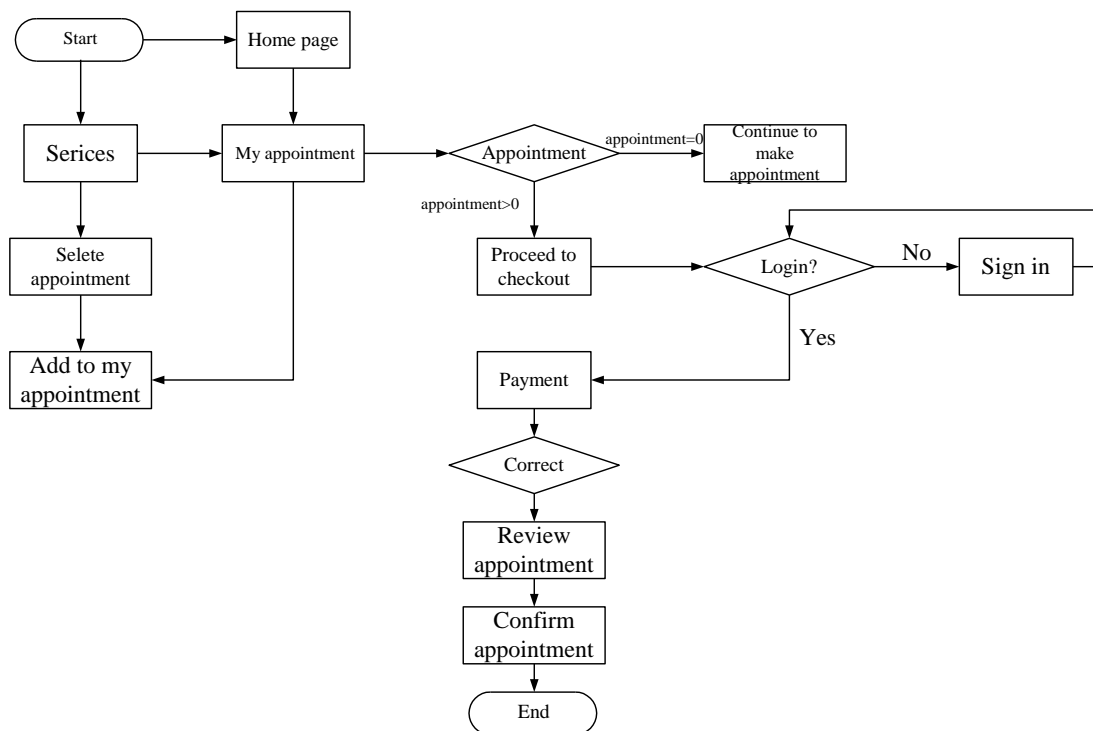 Start
Home page
Serices
My appointment
Appointment
appointment=0
Continue to
make
appointment
appointment>0
Selete
appointment
Proceed to
checkout
Login?
No
Sign in
Yes
Add to my
appointment
Payment
Correct
Review
appointment
Confirm
appointment
End